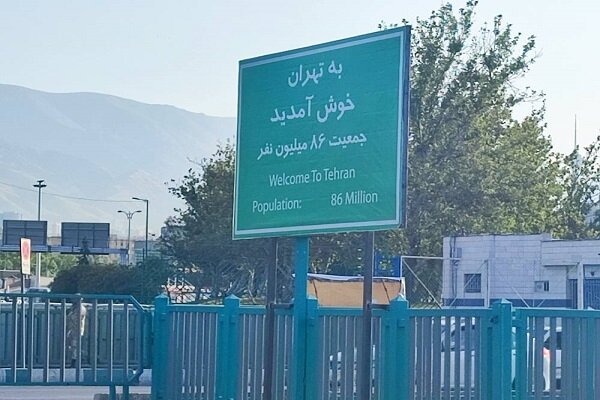 به تهران
خوش آمدید
جمعیت ۸۶ میلیون نفر
Welcome To Tehran
Population: 86 Million